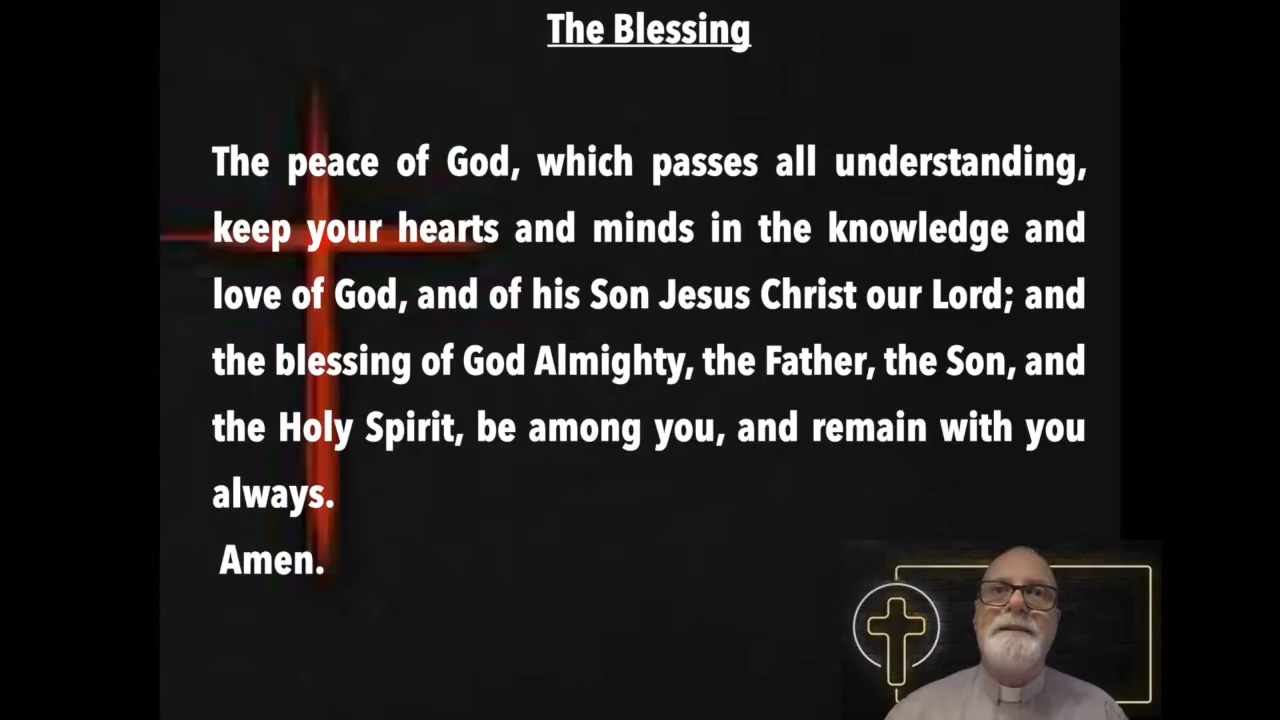 The Blessing
The peace of God, which passes all understanding,
keep your hearts and minds in the knowledge and
love of God, and of his Son Jesus Christ our Lord; and
the blessing of God Almighty, the Father, the Son, and
the Holy Spirit, be among you, and remain with you
always.
Amen.